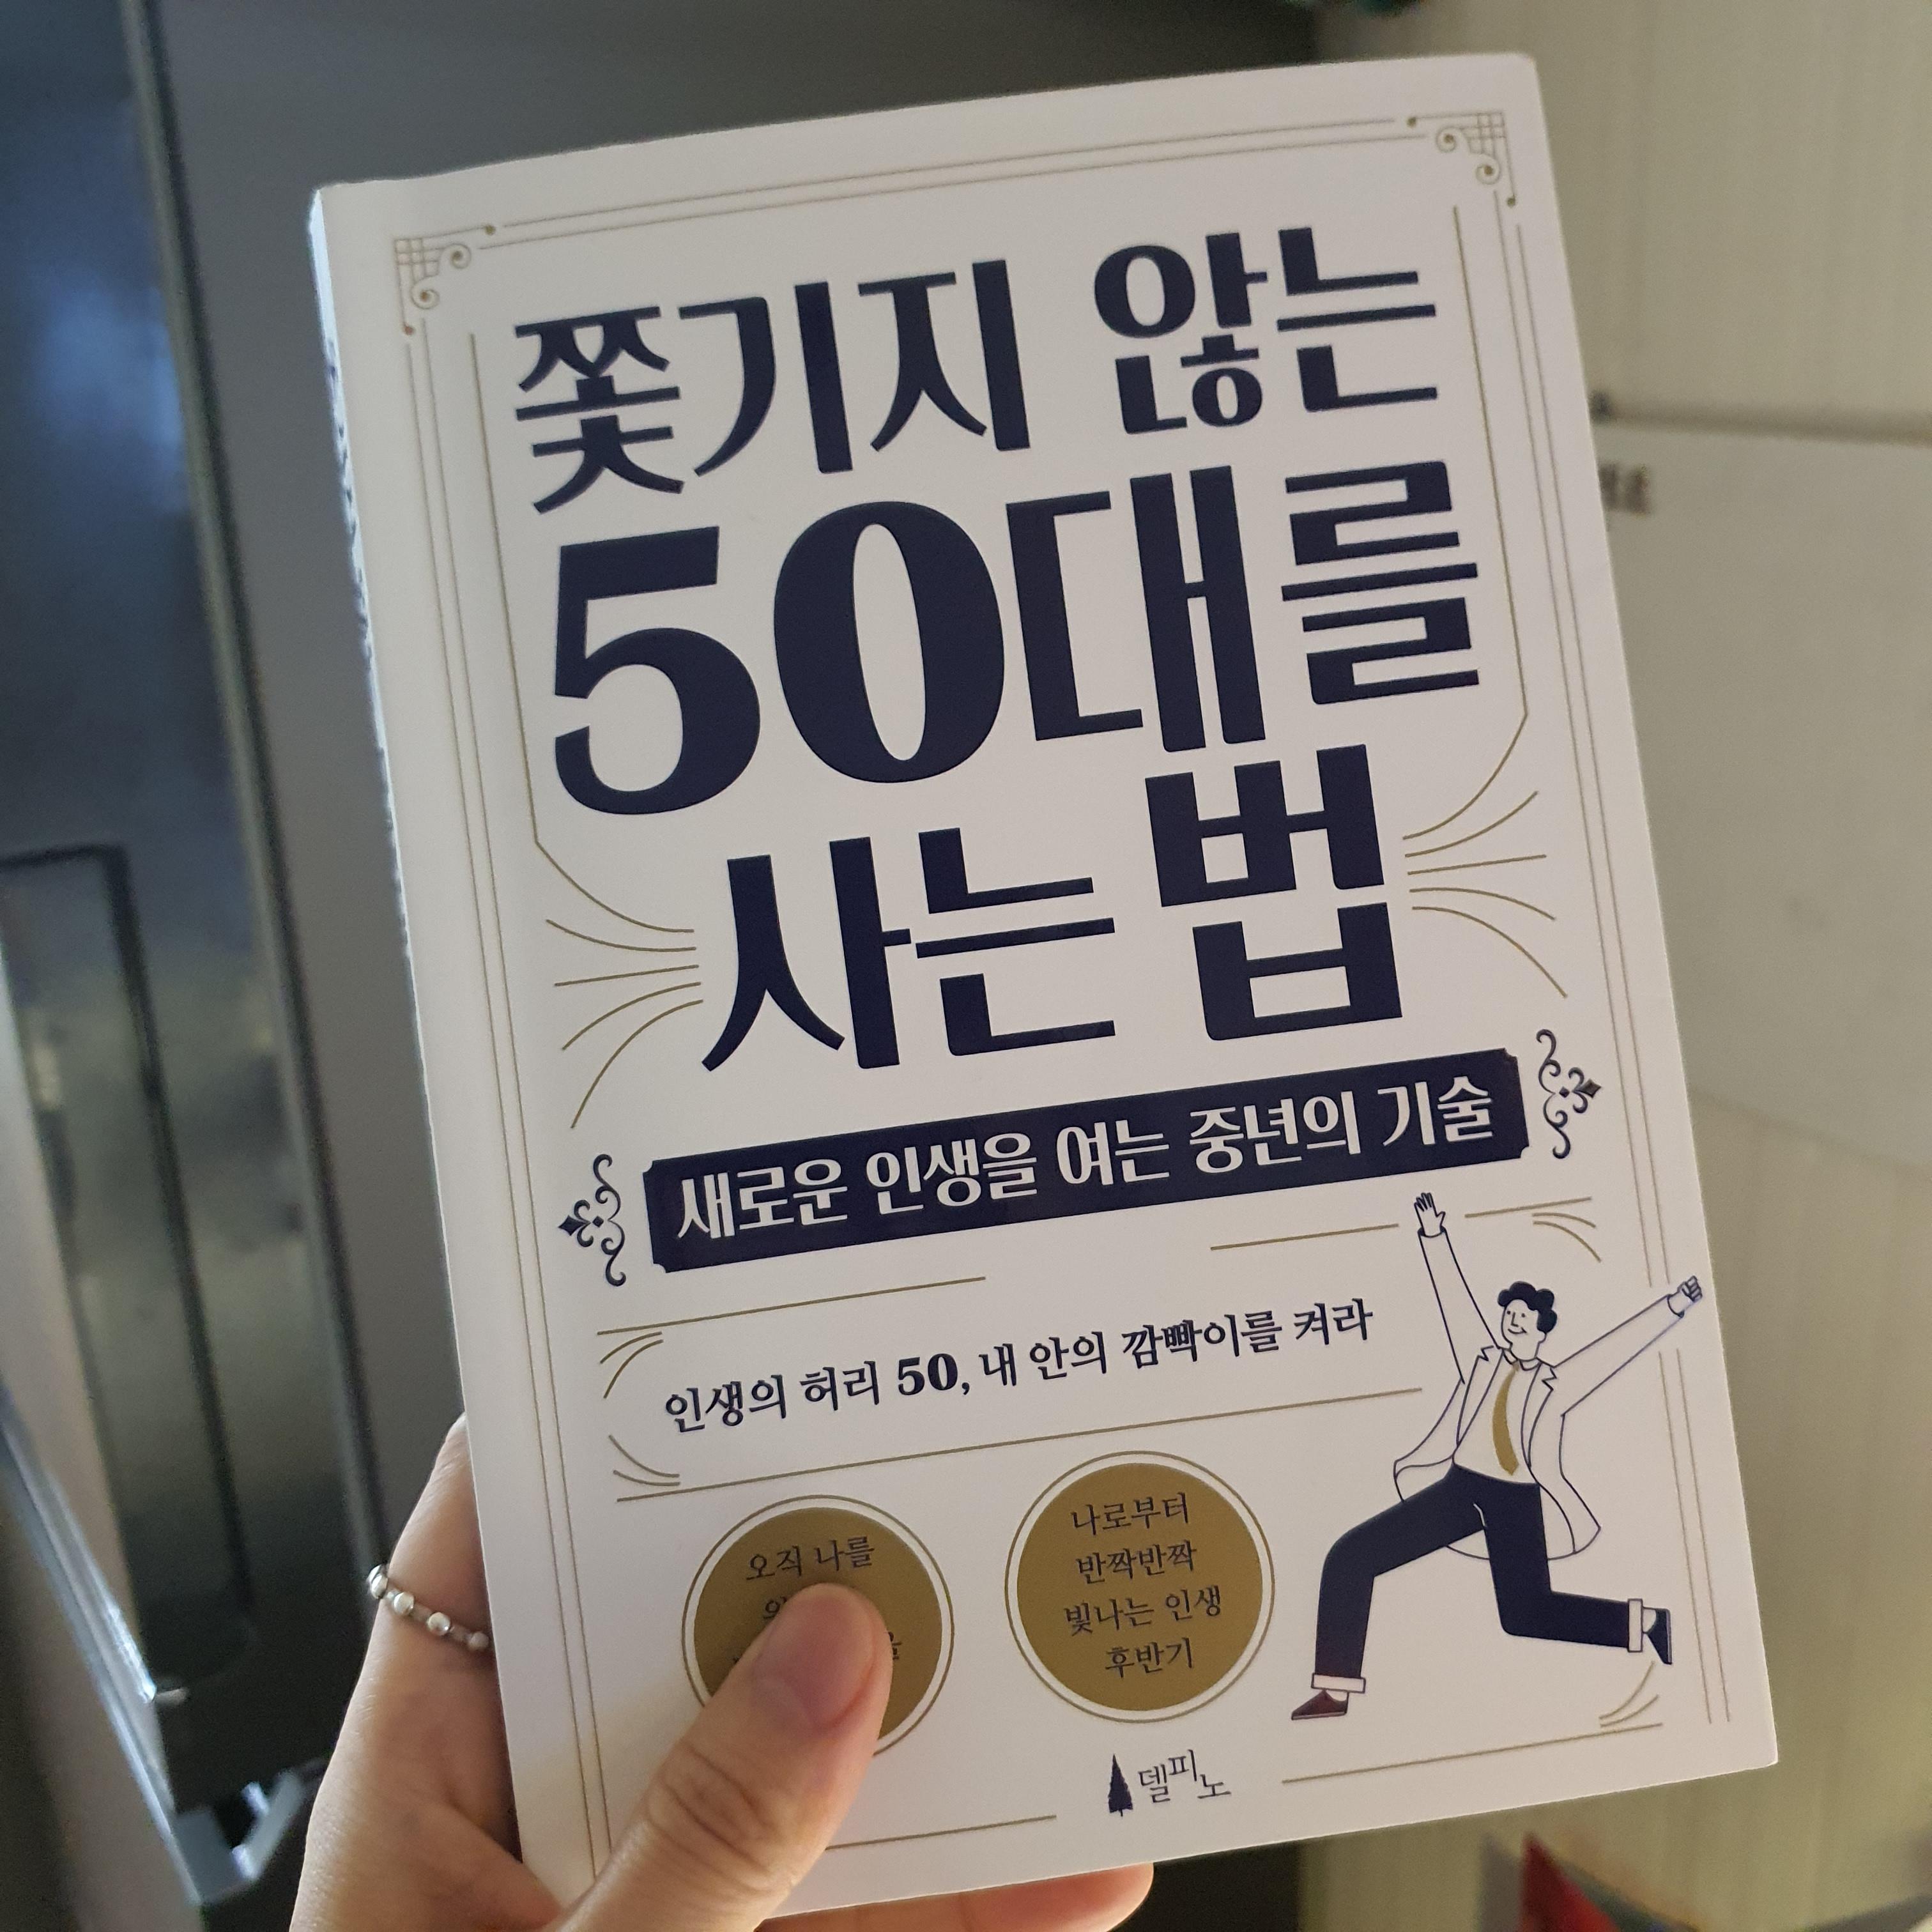 쫓기지 않는
50대를
사는 법
새로운 인생을 여는 중년의 기술
인생의 허리 50, 내 안의 깜빡이를 켜라
오직 나를
나로부터
반짝반짝
빛나는 인생
후반기
델피노